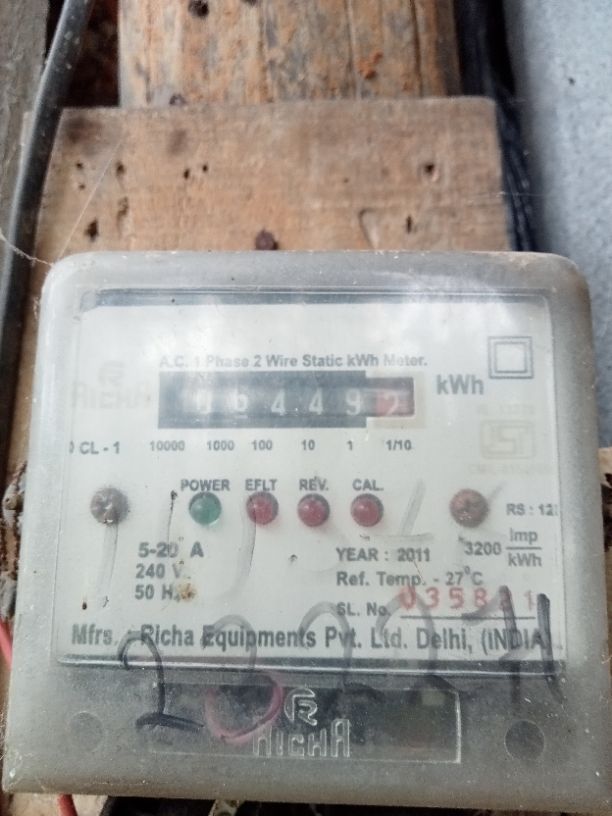 A.C. 1 Phase 2 Wire Static kWh Meter.
RICHA
06449 2 kWh
CL - 1 10000 1000 100 10 1 1/10
POWER EFLT REV. CAL.
5-20 A
240 V.
50 Hz
YEAR : 2011
3200 Imp/kWh
Ref. Temp. - 27°C
SL. No.
Mfrs. : Richa Equipments Pvt. Ltd. Delhi, (INDIA)
RICHA